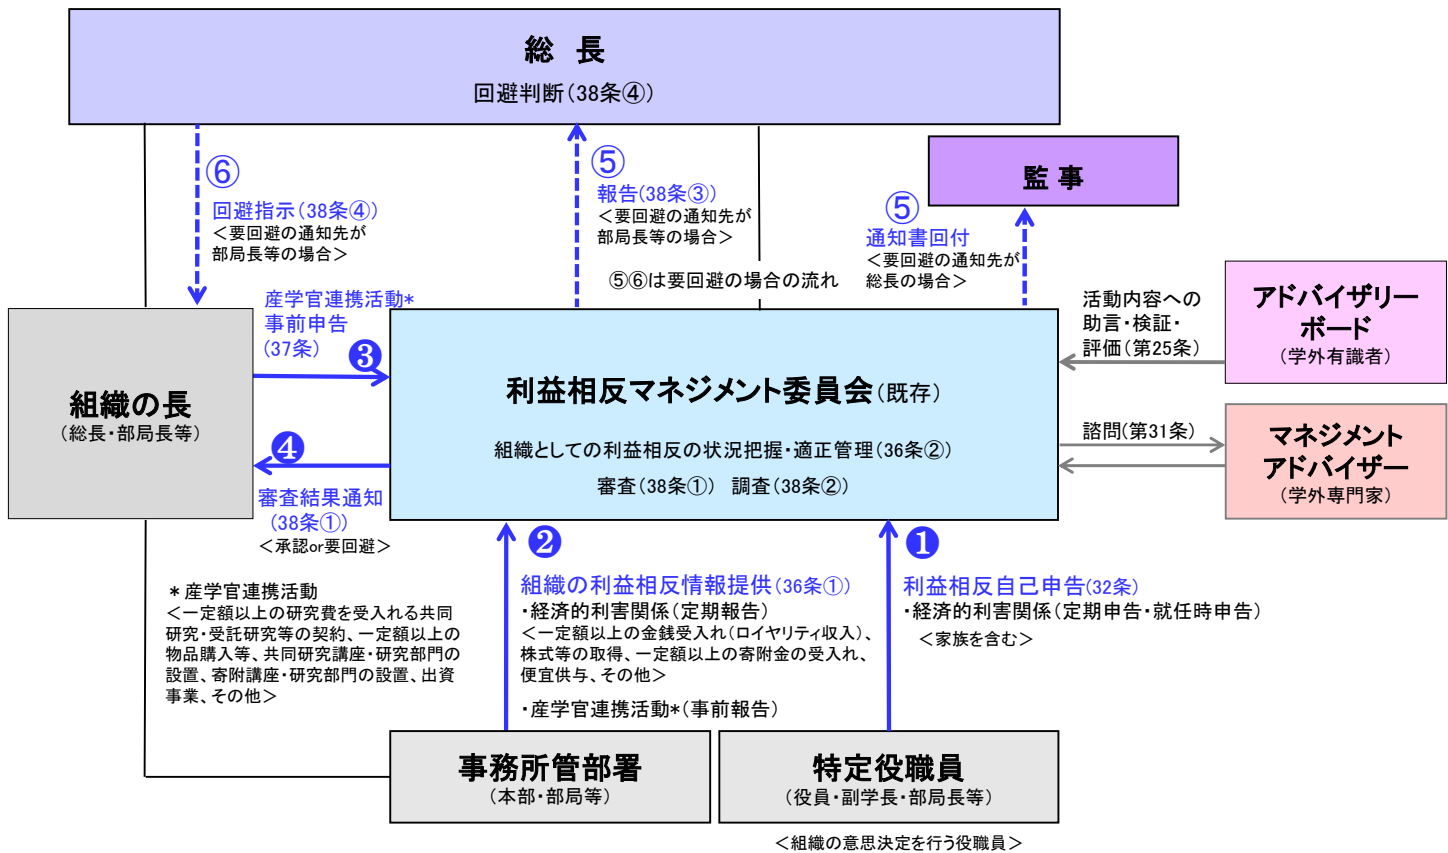 総 長
回避判断(38条④)
監 事
⑥
回避指示(38条④)
＜要回避の通知先が
部局長等の場合＞
⑤
報告(38条③)
＜要回避の通知先が
部局長等の場合＞
⑤
通知書回付
＜要回避の通知先が
総長の場合＞
⑤⑥は要回避の場合の流れ
産学官連携活動*
事前申告
(37条)
❸
組織の長
(総長・部局長等)
❹
審査結果通知
(38条①)
＜承認or要回避＞
利益相反マネジメント委員会(既存)
組織としての利益相反の状況把握・適正管理(36条②)
審査(38条①) 調査(38条②)
活動内容への
助言・検証・
評価(第25条)
アドバイザリー
ボード
(学外有識者)
諮問(第31条)
マネジメント
アドバイザー
(学外専門家)
＊産学官連携活動
＜一定額以上の研究費を受入れる共同
研究・受託研究等の契約、一定額以上の
物品購入等、共同研究講座・研究部門の
設置、寄附講座・研究部門の設置、出資
事業、その他＞
❷
組織の利益相反情報提供(36条①)
・経済的利害関係(定期報告)
＜一定額以上の金銭受入れ(ロイヤリティ収入)、
株式等の取得、一定額以上の寄附金の受入れ、
便宜供与、その他＞
・産学官連携活動*(事前報告)
❶
利益相反自己申告(32条)
・経済的利害関係(定期申告・就任時申告)
＜家族を含む＞
事務所管部署
(本部・部局等)
特定役職員
(役員・副学長・部局長等)
＜組織の意思決定を行う役職員＞